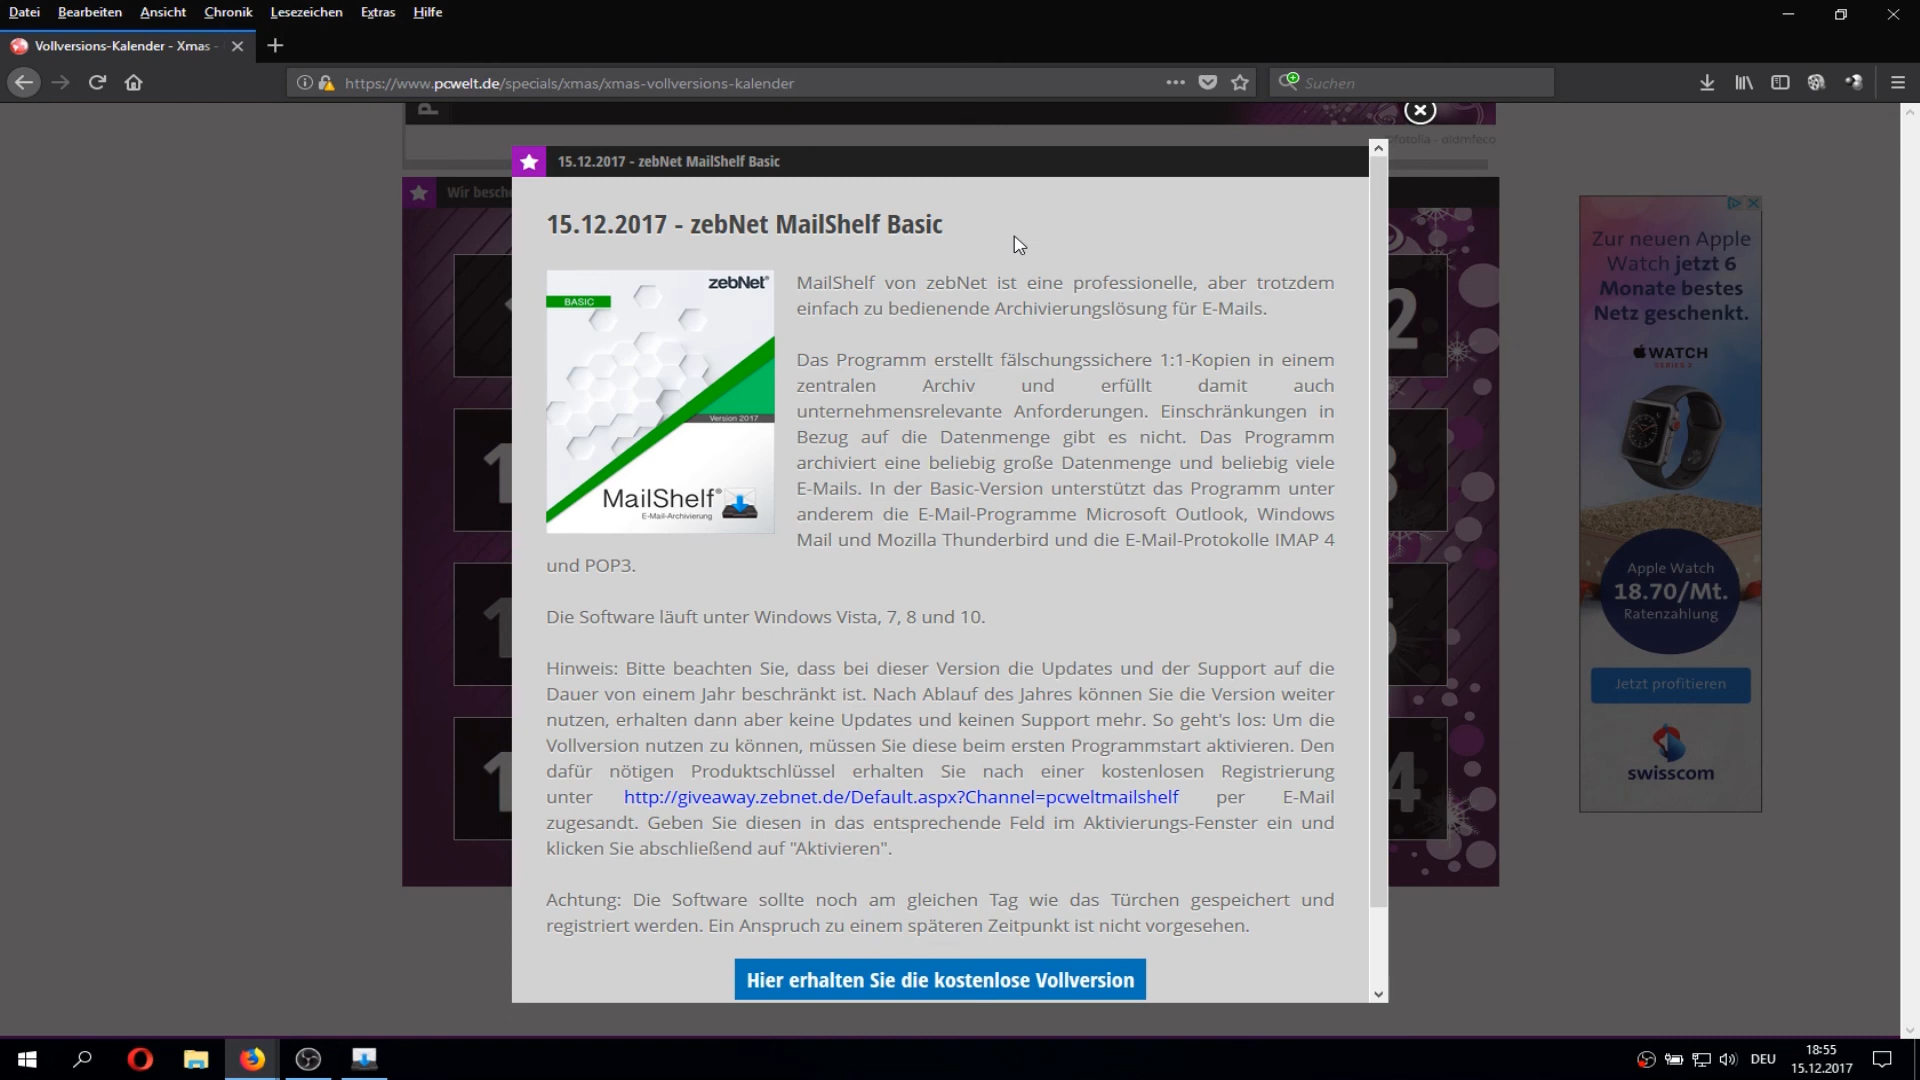 Datei Bearbeiten Ansicht Chronik Lesezeichen Extras Hilfe
Vollversions-Kalender - Xmas -
https://www.pcwelt.de/specials/xmas/xmas-vollversions-kalender
Suchen
P
fotolia - aldmfeco
Wir besch
15.12.2017 - zebNet MailShelf Basic
15.12.2017 - zebNet MailShelf Basic
zebNet®
BASIC
Version 2017
MailShelf®
E-Mail-Archivierung
MailShelf von zebNet ist eine professionelle, aber trotzdem
einfach zu bedienende Archivierungslösung für E-Mails.
Das Programm erstellt fälschungssichere 1:1-Kopien in einem
zentralen Archiv und erfüllt damit auch
unternehmensrelevante Anforderungen. Einschränkungen in
Bezug auf die Datenmenge gibt es nicht. Das Programm
archiviert eine beliebig große Datenmenge und beliebig viele
E-Mails. In der Basic-Version unterstützt das Programm unter
anderem die E-Mail-Programme Microsoft Outlook, Windows
Mail und Mozilla Thunderbird und die E-Mail-Protokolle IMAP 4
und POP3.
Die Software läuft unter Windows Vista, 7, 8 und 10.
Hinweis: Bitte beachten Sie, dass bei dieser Version die Updates und der Support auf die
Dauer von einem Jahr beschränkt ist. Nach Ablauf des Jahres können Sie die Version weiter
nutzen, erhalten dann aber keine Updates und keinen Support mehr. So geht's los: Um die
Vollversion nutzen zu können, müssen Sie diese beim ersten Programmstart aktivieren. Den
dafür nötigen Produktschlüssel erhalten Sie nach einer kostenlosen Registrierung
unter http://giveaway.zebnet.de/Default.aspx?Channel=pcweltmailshelf per E-Mail
zugesandt. Geben Sie diesen in das entsprechende Feld im Aktivierungs-Fenster ein und
klicken Sie abschließend auf "Aktivieren".
Achtung: Die Software sollte noch am gleichen Tag wie das Türchen gespeichert und
registriert werden. Ein Anspruch zu einem späteren Zeitpunkt ist nicht vorgesehen.
Hier erhalten Sie die kostenlose Vollversion
1
1
1
1
2
3
5
4
Zur neuen Apple
Watch jetzt 6
Monate bestes
Netz geschenkt.
WATCH
SERIES 3
Apple Watch
18.70/Mt.
Ratenzahlung
Jetzt profitieren
swisscom
DEU
18:55
15.12.2017